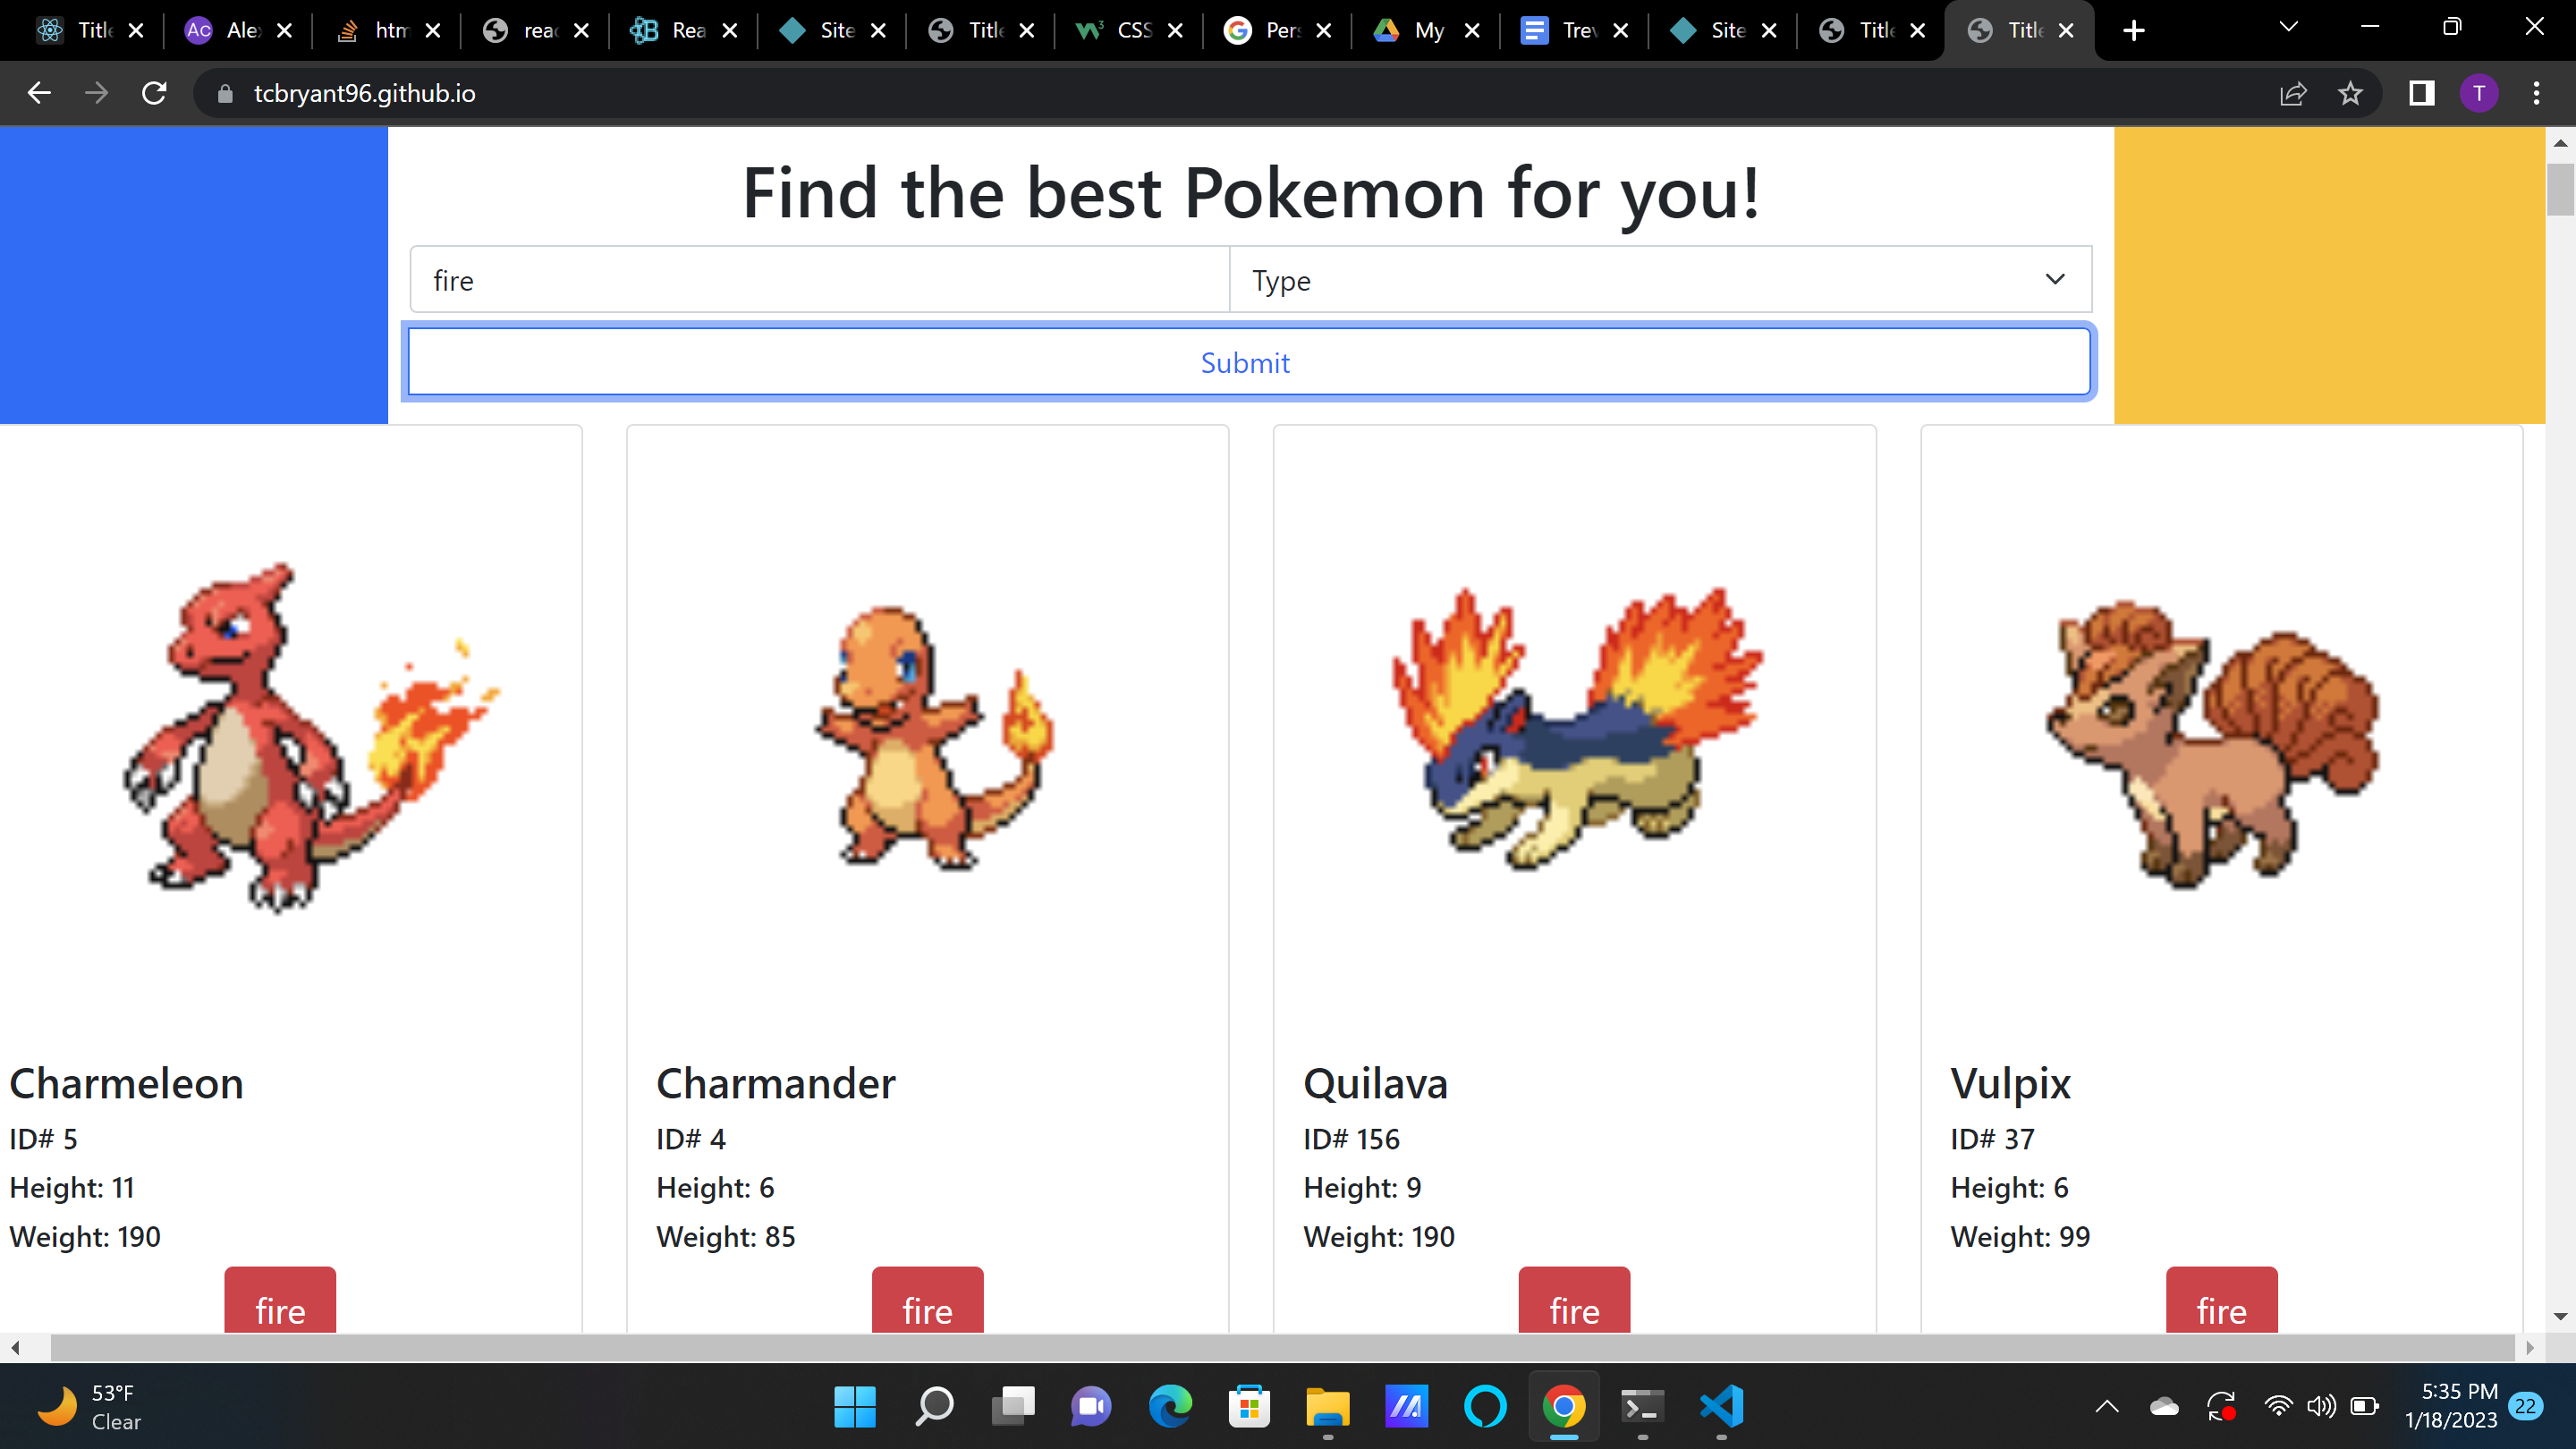 Title
Ale
htm
reac
Rea
Site
Title
CSS
Pers
My
Trev
Site
Title
Title
tcbryant96.github.io
T
Find the best Pokemon for you!
fire Type
Submit
Charmeleon
ID# 5
Height: 11
Weight: 190
fire
Charmander
ID# 4
Height: 6
Weight: 85
fire
Quilava
ID# 156
Height: 9
Weight: 190
fire
Vulpix
ID# 37
Height: 6
Weight: 99
fire
53°F
Clear
5:35 PM
1/18/2023
22